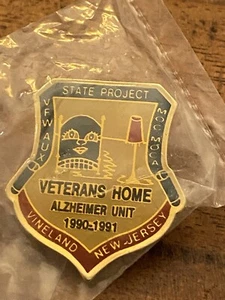 STATE PROJECT
VFW AUX
MOC MOCA
VETERANS HOME
ALZHEIMER UNIT
1990-1991
VINELAND NEW-JERSEY